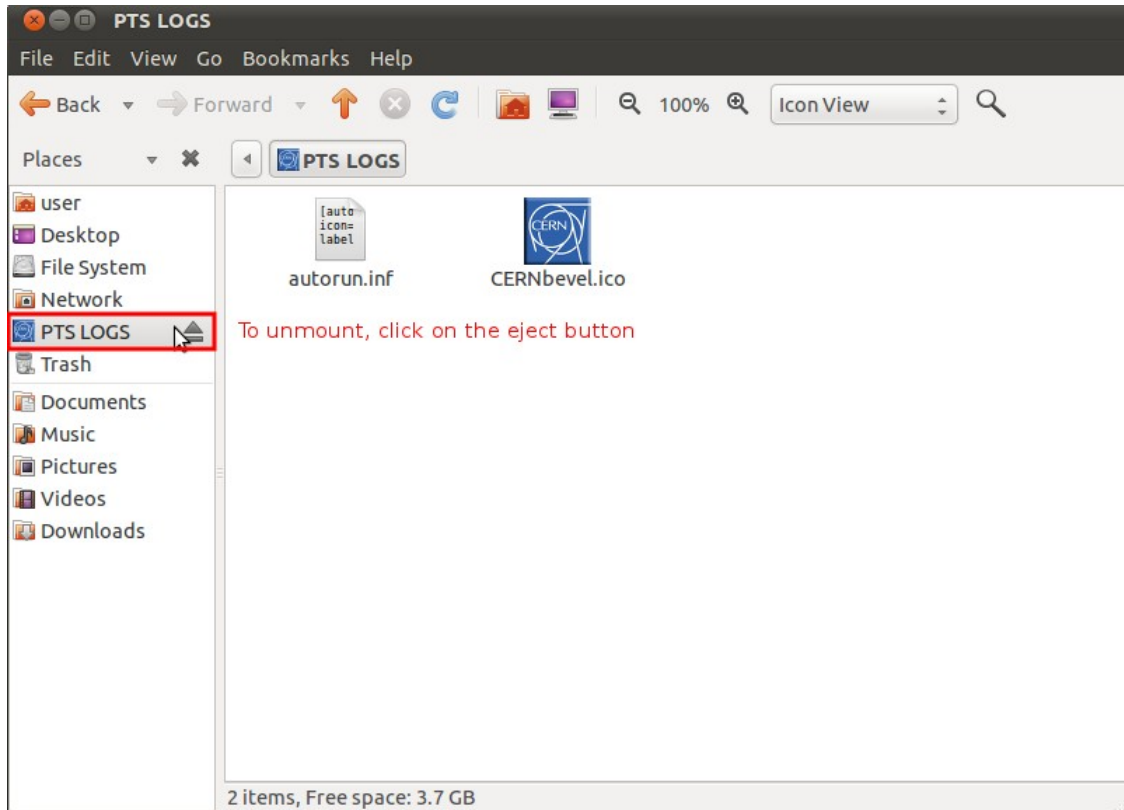 PTS LOGS
File Edit View Go Bookmarks Help
Back Forward 100% Icon View
Places PTS LOGS
user
Desktop
File System
Network
PTS LOGS
Trash
Documents
Music
Pictures
Videos
Downloads
[auto
icon=
label
autorun.inf
CERN
CERNbevel.ico
To unmount, click on the eject button
2 items, Free space: 3.7 GB